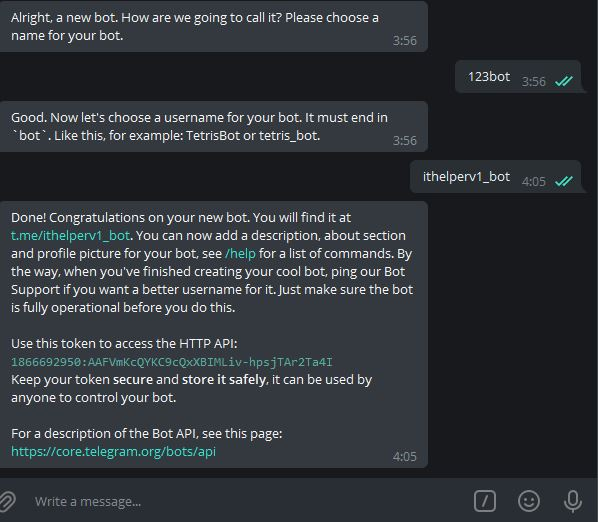 Alright, a new bot. How are we going to call it? Please choose a
name for your bot.
3:56
123bot 3:56
Good. Now let's choose a username for your bot. It must end in
`bot`. Like this, for example: TetrisBot or tetris_bot.
3:56
ithelperv1_bot 4:05
Done! Congratulations on your new bot. You will find it at
t.me/ithelperv1_bot. You can now add a description, about section
and profile picture for your bot, see /help for a list of commands. By
the way, when you've finished creating your cool bot, ping our Bot
Support if you want a better username for it. Just make sure the bot
is fully operational before you do this.
Use this token to access the HTTP API:
1866692950:AAFVmKcQYKC9cQxXBIMLiv-hpsjTAr2Ta4I
Keep your token secure and store it safely, it can be used by
anyone to control your bot.
For a description of the Bot API, see this page:
https://core.telegram.org/bots/api
4:05
Write a message...